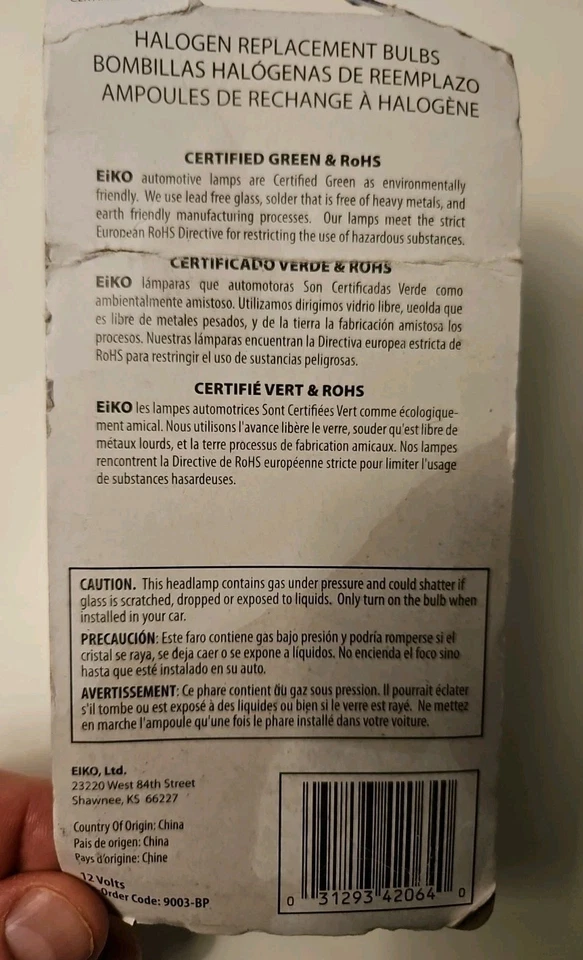 HALOGEN REPLACEMENT BULBS
BOMBILLAS HALÓGENAS DE REEMPLAZO
AMPOULES DE RECHANGE À HALOGÈNE
CERTIFIED GREEN & RoHS
EiKO automotive lamps are Certified Green as environmentally
friendly. We use lead free glass, solder that is free of heavy metals, and
earth friendly manufacturing processes. Our lamps meet the strict
European RoHS Directive for restricting the use of hazardous substances.
CERTIFICADO VERDE & ROHS
EiKO lámparas que automotoras Son Certificadas Verde como
ambientalmente amistoso. Utilizamos dirigimos vidrio libre, ueolda que
es libre de metales pesados, y de la tierra la fabricación amistosa los
procesos. Nuestras lámparas encuentran la Directiva europea estricta de
RoHS para restringir el uso de sustancias peligrosas.
CERTIFIÉ VERT & ROHS
EiKO les lampes automotrices Sont Certifiées Vert comme écologique-
ment amical. Nous utilisons l'avance libère le verre, souder qu'est libre de
métaux lourds, et la terre processus de fabrication amicaux. Nos lampes
rencontrent la Directive de RoHS européenne stricte pour limiter l'usage
de substances hasardeuses.
CAUTION. This headlamp contains gas under pressure and could shatter if
glass is scratched, dropped or exposed to liquids. Only turn on the bulb when
installed in your car.
PRECAUCIÓN: Este faro contiene gas bajo presión y podría romperse si el
cristal se raya, se deja caer o se expone a líquidos. No encienda el foco sino
hasta que esté instalado en su auto.
AVERTISSEMENT: Ce phare contient du gaz sous pression. Il pourrait éclater
s'il tombe ou est exposé à des liquides ou bien si le verre est rayé. Ne mettez
en marche l'ampoule qu'une fois le phare installé dans votre voiture.
EIKO, Ltd.
23220 West 84th Street
Shawnee, KS 66227
Country Of Origin: China
Pais de origen: China
Pays d'origine: Chine
12 Volts
Order Code: 9003-BP
0 31293 42064 0